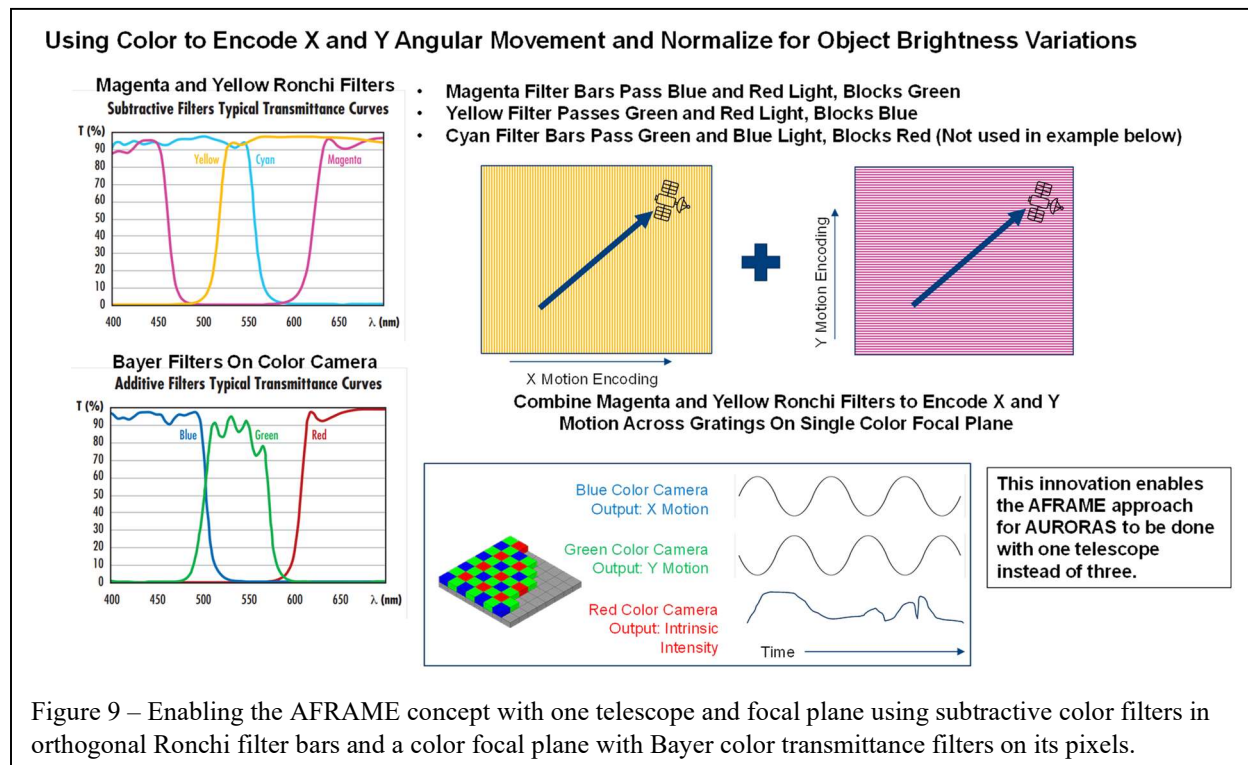 Using Color to Encode X and Y Angular Movement and Normalize for Object Brightness Variations
Magenta and Yellow Ronchi Filters
Subtractive Filters Typical Transmittance Curves
T (%)
100
90
80
70
60
50
40
30
20
10
0
Yellow
Cyan
Magenta
400 450 500 550 600 650 λ (nm)
• Magenta Filter Bars Pass Blue and Red Light, Blocks Green
• Yellow Filter Passes Green and Red Light, Blocks Blue
• Cyan Filter Bars Pass Green and Blue Light, Blocks Red (Not used in example below)
X Motion Encoding
Y Motion Encoding
Combine Magenta and Yellow Ronchi Filters to Encode X and Y
Motion Across Gratings On Single Color Focal Plane
Bayer Filters On Color Camera
Additive Filters Typical Transmittance Curves
T (%)
100
90
80
70
60
50
40
30
20
10
0
Blue
Green
Red
400 450 500 550 600 650 λ (nm)
Blue Color Camera
Output: X Motion
Green Color Camera
Output: Y Motion
Red Color Camera
Output: Intrinsic
Intensity
Time
This innovation enables
the AFRAME approach
for AURORAS to be done
with one telescope
instead of three.
Figure 9 – Enabling the AFRAME concept with one telescope and focal plane using subtractive color filters in
orthogonal Ronchi filter bars and a color focal plane with Bayer color transmittance filters on its pixels.